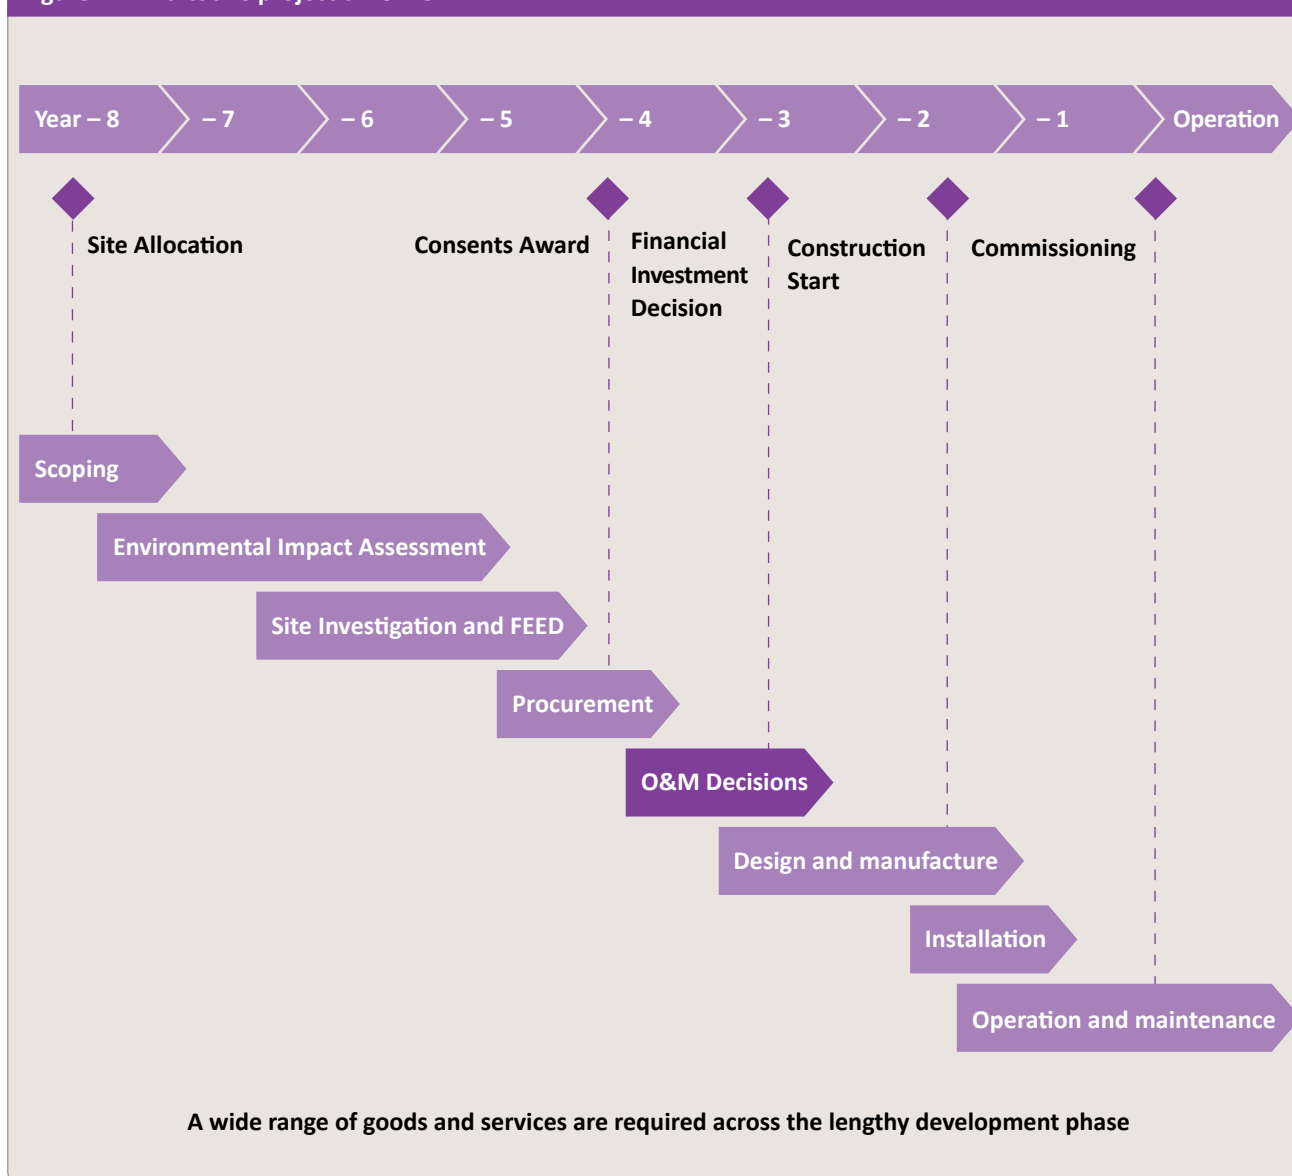 Year – 8 – 7 – 6 – 5 – 4 – 3 – 2 – 1 Operation
Site Allocation
Consents Award
Financial
Investment
Decision
Construction
Start
Commissioning
Scoping
Environmental Impact Assessment
Site Investigation and FEED
Procurement
O&M Decisions
Design and manufacture
Installation
Operation and maintenance
A wide range of goods and services are required across the lengthy development phase